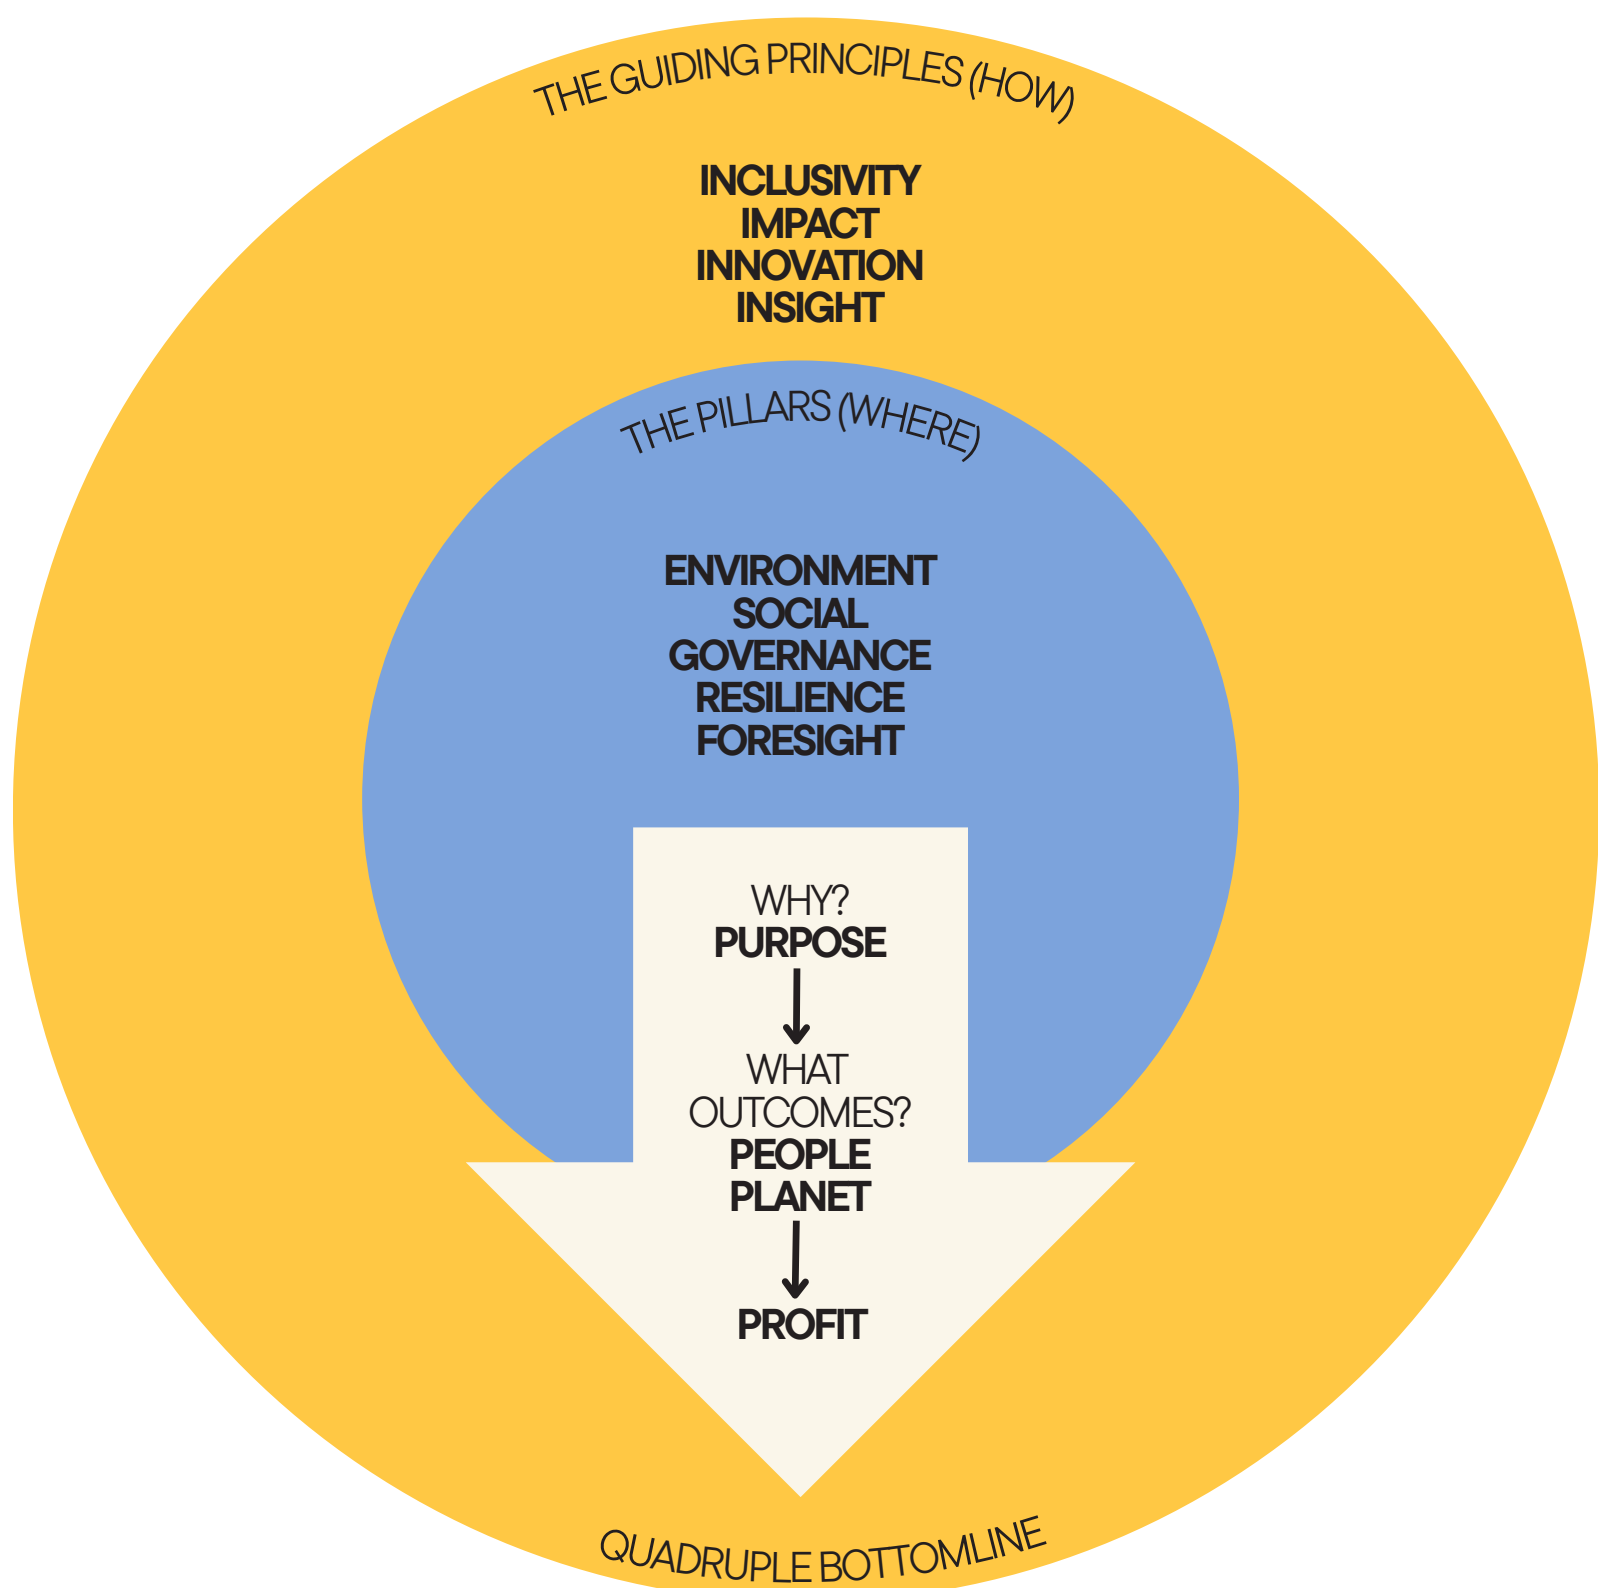 THE GUIDING PRINCIPLES (HOW)
INCLUSIVITY
IMPACT
INNOVATION
INSIGHT
THE PILLARS (WHERE)
ENVIRONMENT
SOCIAL
GOVERNANCE
RESILIENCE
FORESIGHT
WHY?
PURPOSE
WHAT
OUTCOMES?
PEOPLE
PLANET
PROFIT
QUADRUPLE BOTTOMLINE